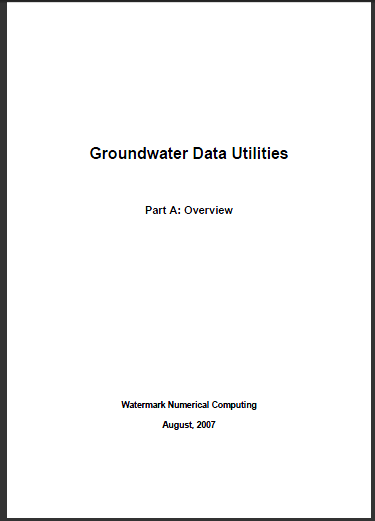 Groundwater Data Utilities
Part A: Overview
Watermark Numerical Computing
August, 2007